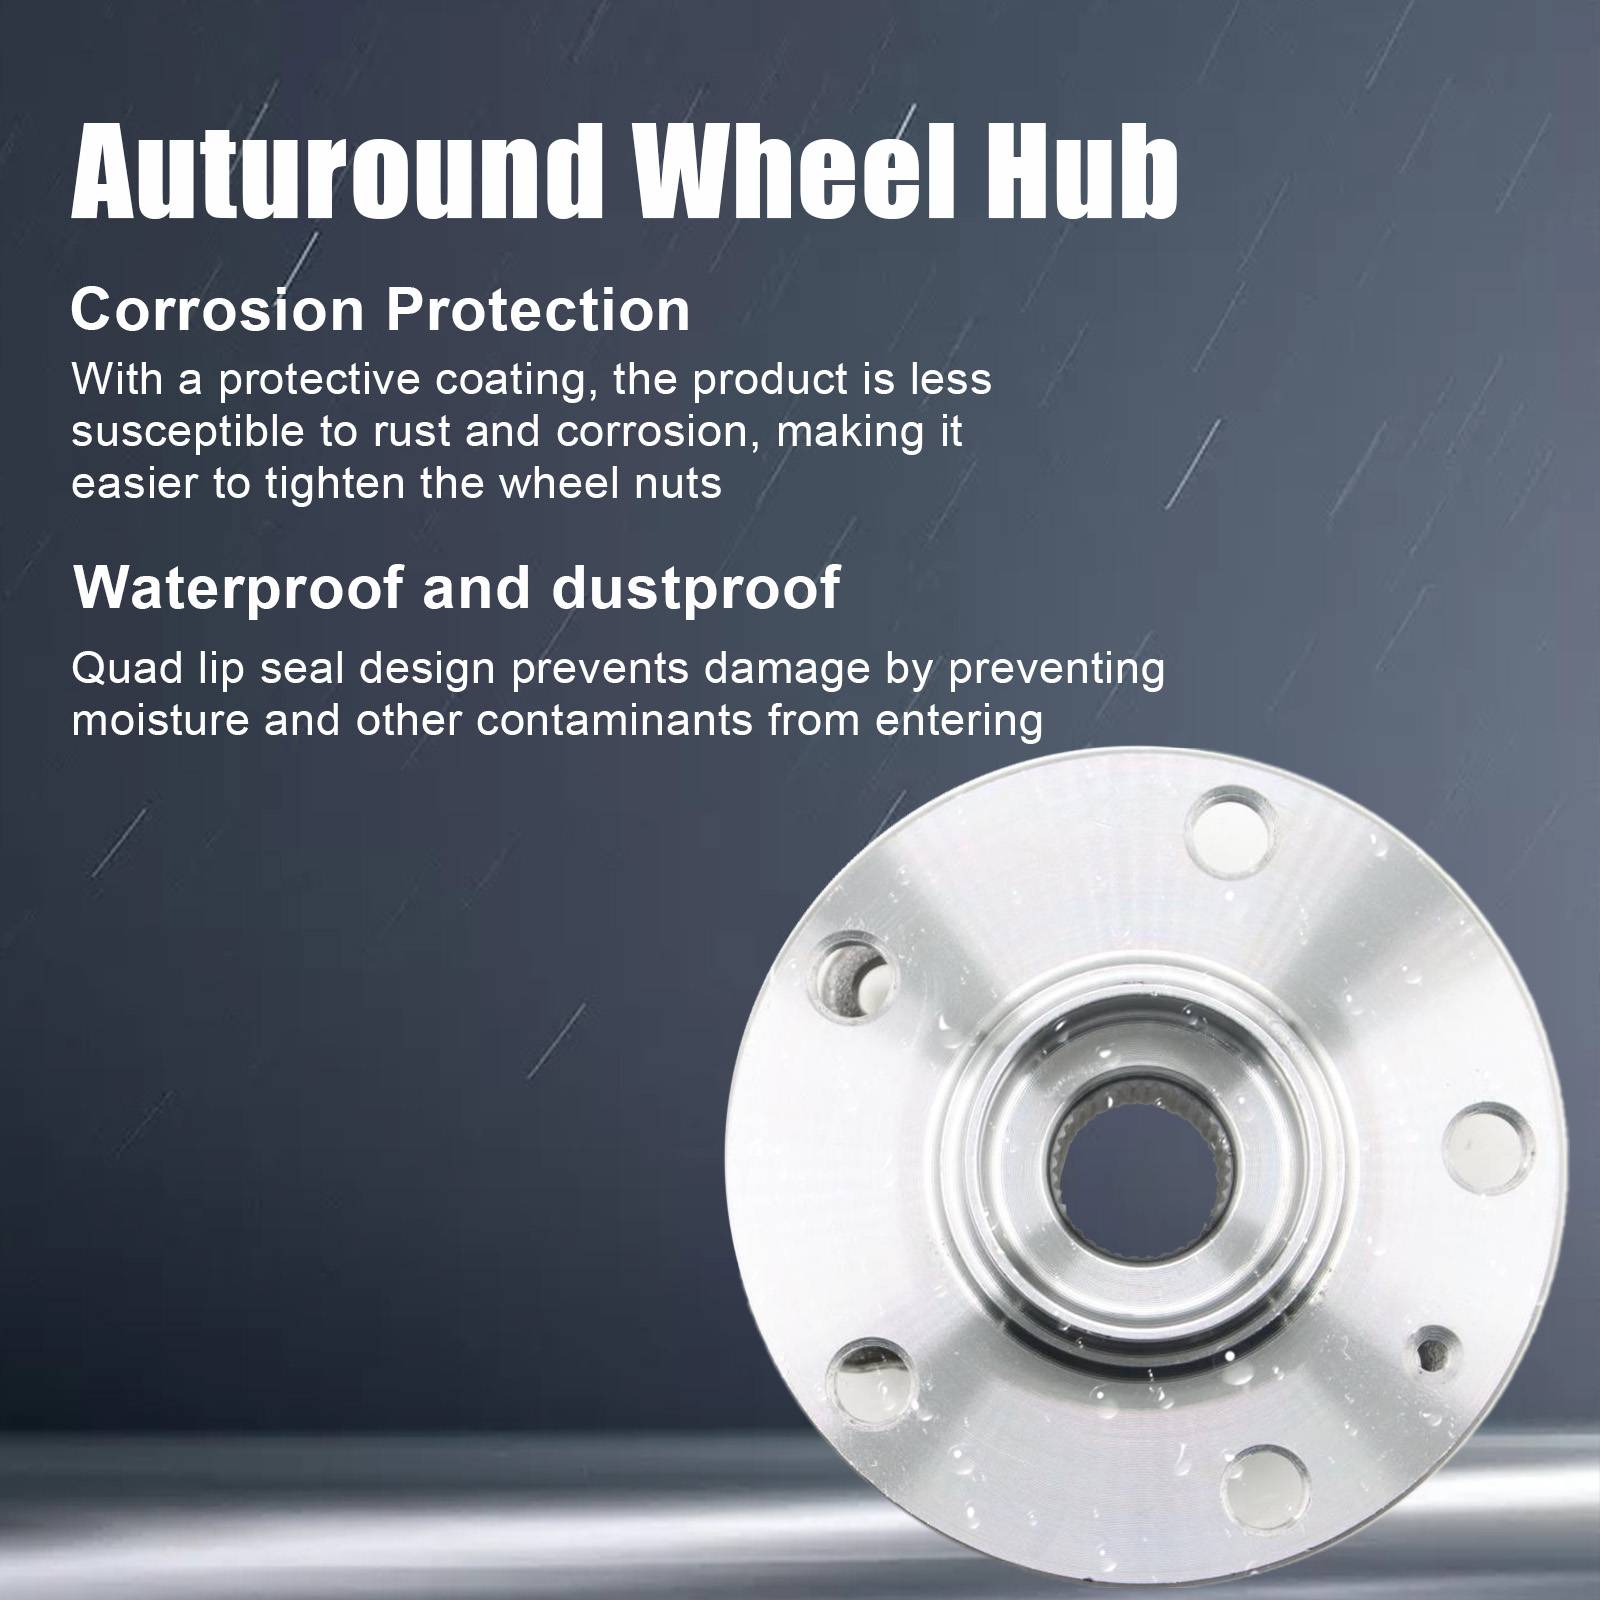 Auturound Wheel Hub
Corrosion Protection
With a protective coating, the product is less
susceptible to rust and corrosion, making it
easier to tighten the wheel nuts
Waterproof and dustproof
Quad lip seal design prevents damage by preventing
moisture and other contaminants from entering